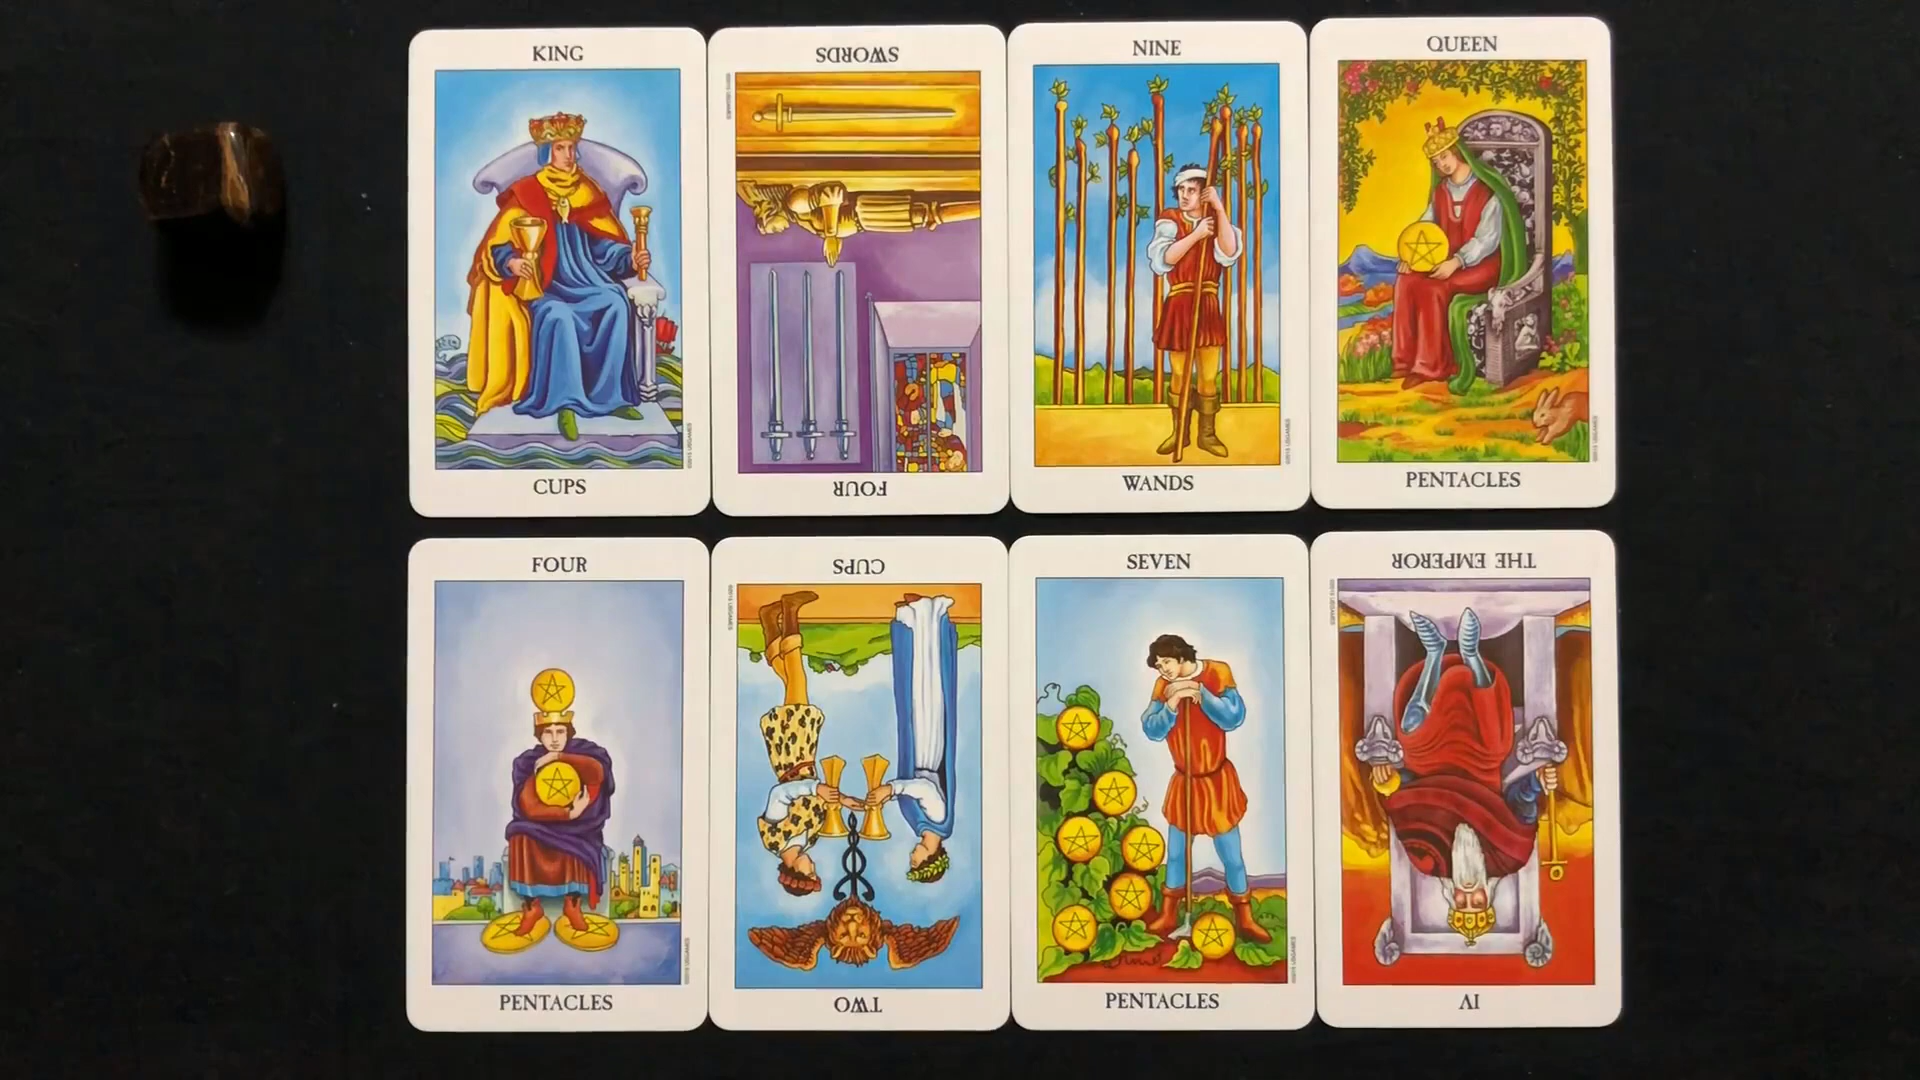 KING
CUPS
SWORDS
FOUR
NINE
WANDS
QUEEN
PENTACLES
FOUR
PENTACLES
CUPS
TWO
SEVEN
PENTACLES
THE EMPEROR
IV